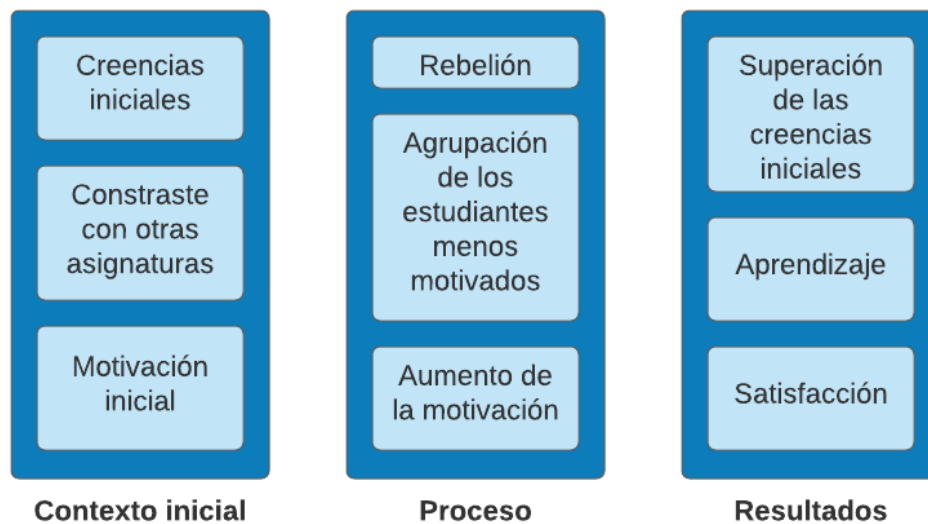 Creencias
iniciales
Constraste
con otras
asignaturas
Motivación
inicial
Contexto inicial
Rebelión
Agrupación
de los
estudiantes
menos
motivados
Aumento de
la motivación
Proceso
Superación
de las
creencias
iniciales
Aprendizaje
Satisfacción
Resultados